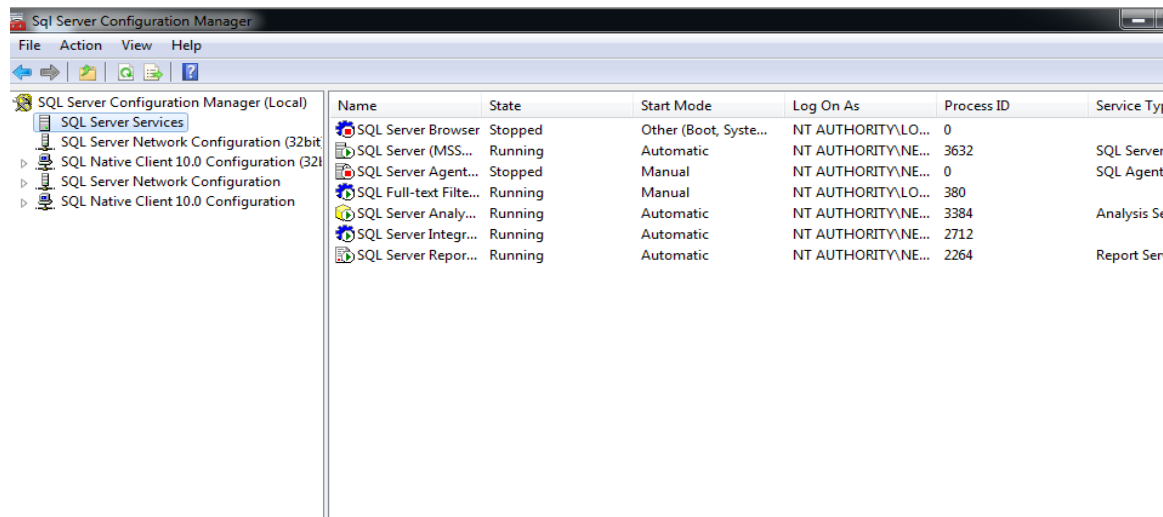 Sql Server Configuration Manager
File Action View Help
SQL Server Configuration Manager (Local)
SQL Server Services
SQL Server Network Configuration (32bit
SQL Native Client 10.0 Configuration (32b
SQL Server Network Configuration
SQL Native Client 10.0 Configuration
Name State Start Mode Log On As Process ID Service Typ
SQL Server Browser Stopped Other (Boot, Syste... NT AUTHORITY\LO... 0
SQL Server (MSS... Running Automatic NT AUTHORITY\NE... 3632 SQL Server
SQL Server Agent... Stopped Manual NT AUTHORITY\NE... 0 SQL Agent
SQL Full-text Filte... Running Manual NT AUTHORITY\LO... 380
SQL Server Analy... Running Automatic NT AUTHORITY\NE... 3384 Analysis Se
SQL Server Integr... Running Automatic NT AUTHORITY\NE... 2712
SQL Server Repor... Running Automatic NT AUTHORITY\NE... 2264 Report Ser